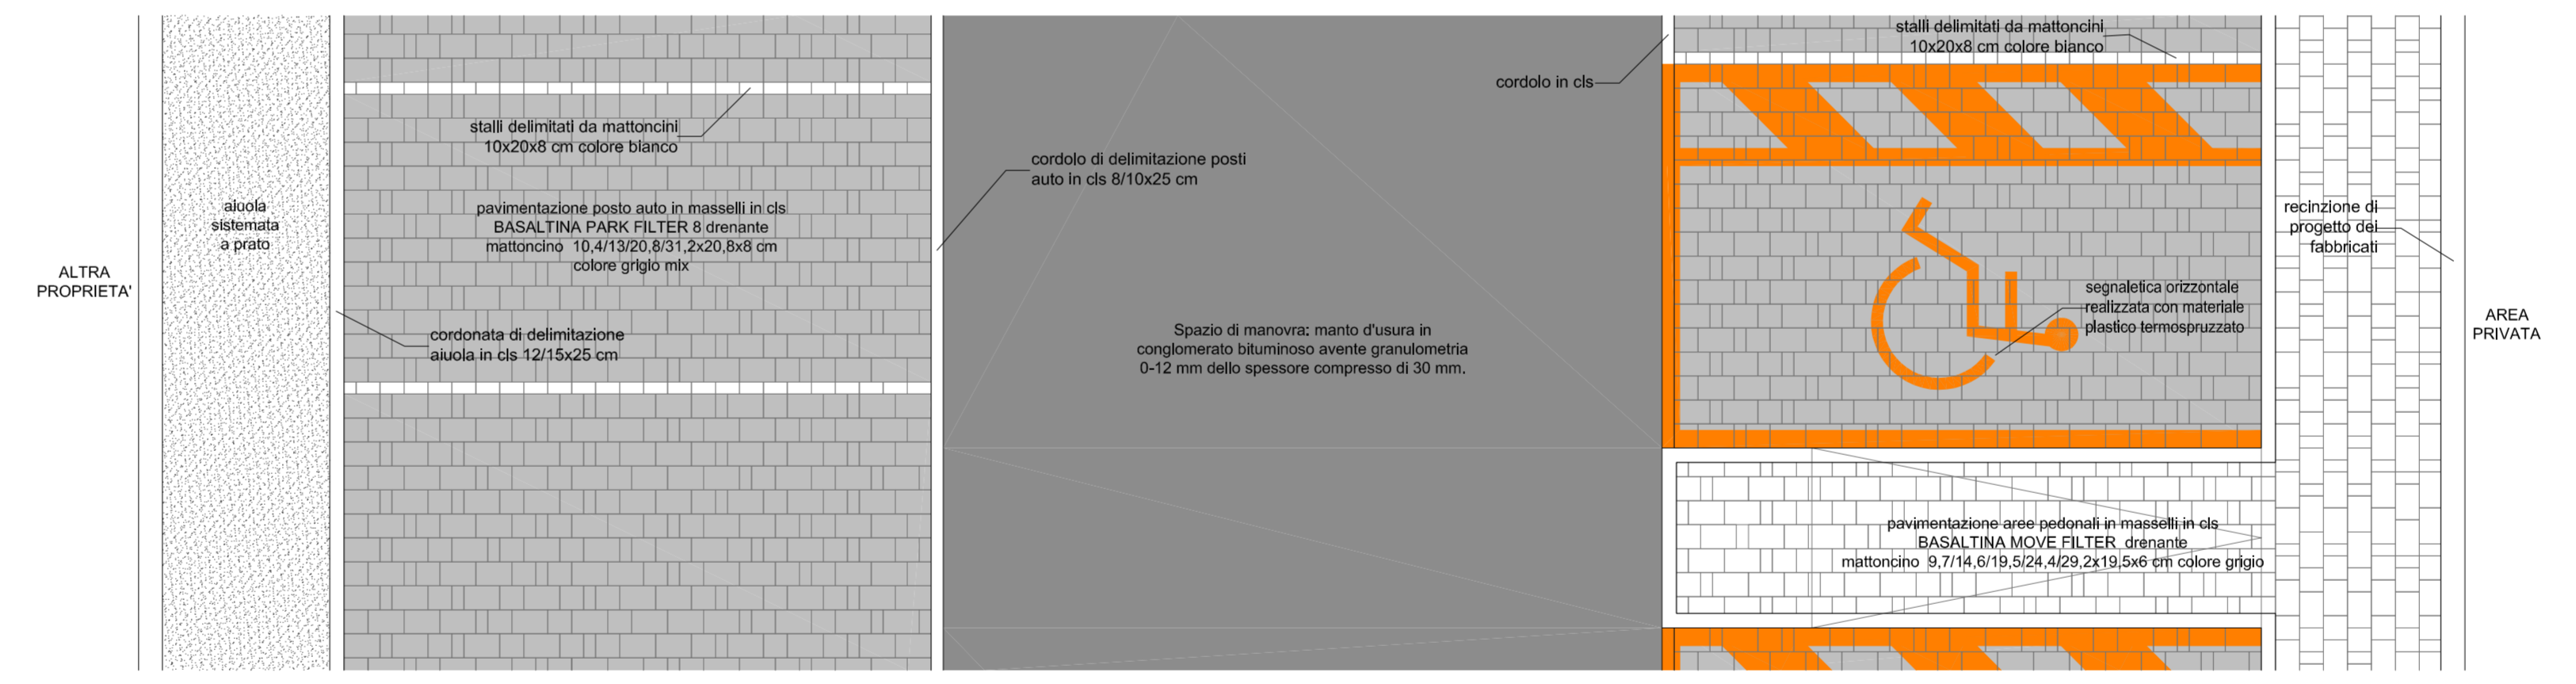 ALTRA
PROPRIETA'
aiuola
sistemata
a prato
stalli delimitati da mattoncini
10x20x8 cm colore bianco
pavimentazione posto auto in masselli in cls
BASALTINA PARK FILTER 8 drenante
mattoncino 10,4/13/20,8/31,2x20,8x8 cm
colore grigio mix
cordonata di delimitazione
aiuola in cls 12/15x25 cm
cordolo di delimitazione posti
auto in cls 8/10x25 cm
Spazio di manovra: manto d'usura in
conglomerato bituminoso avente granulometria
0-12 mm dello spessore compresso di 30 mm.
cordolo in cls
stalli delimitati da mattoncini
10x20x8 cm colore bianco
segnaletica orizzontale
realizzata con materiale
plastico termospruzzato
pavimentazione aree pedonali in masselli in cls
BASALTINA MOVE FILTER drenante
mattoncino 9,7/14,6/19,5/24,4/29,2x19,5x6 cm colore grigio
recinzione di
progetto dei
fabbricati
AREA
PRIVATA